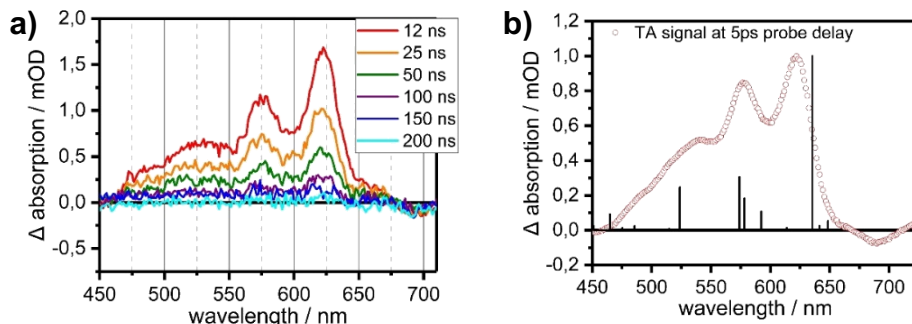 a)
2,0
1,5
1,0
0,5
0,0
-0,5
Δ absorption / mOD
12 ns
25 ns
50 ns
100 ns
150 ns
200 ns
450 500 550 600 650 700
wavelength / nm
b)
1,2
1,0
0,8
0,6
0,4
0,2
0,0
-0,2
Δ absorption / mOD
TA signal at 5ps probe delay
450 500 550 600 650 700
wavelength / nm